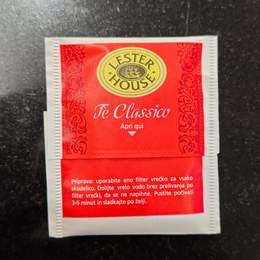 LESTER
HOUSE
Te Classico
Apri qui
Priprava: uporabite eno filter vrečko za vsako
skodelico. Dolijte vrelo vodo brez prelivanja po
filter vrečki, da se ne napihne. Pustite počivati
3-5 minut in sladkajte po želji.